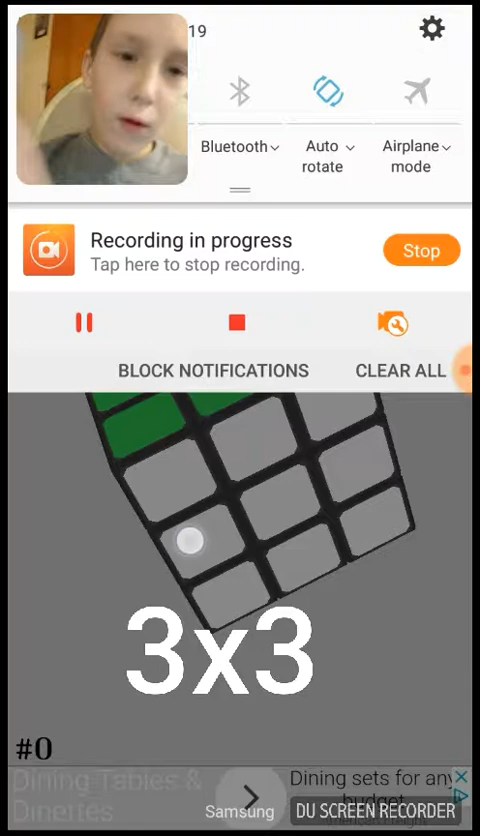 19
Bluetooth
Auto rotate
Airplane mode
Recording in progress
Stop
Tap here to stop recording.
BLOCK NOTIFICATIONS
CLEAR ALL
3x3
#0
Dining Tables &
Dinettes
Dining sets for any
budget
Samsung
DU SCREEN RECORDER